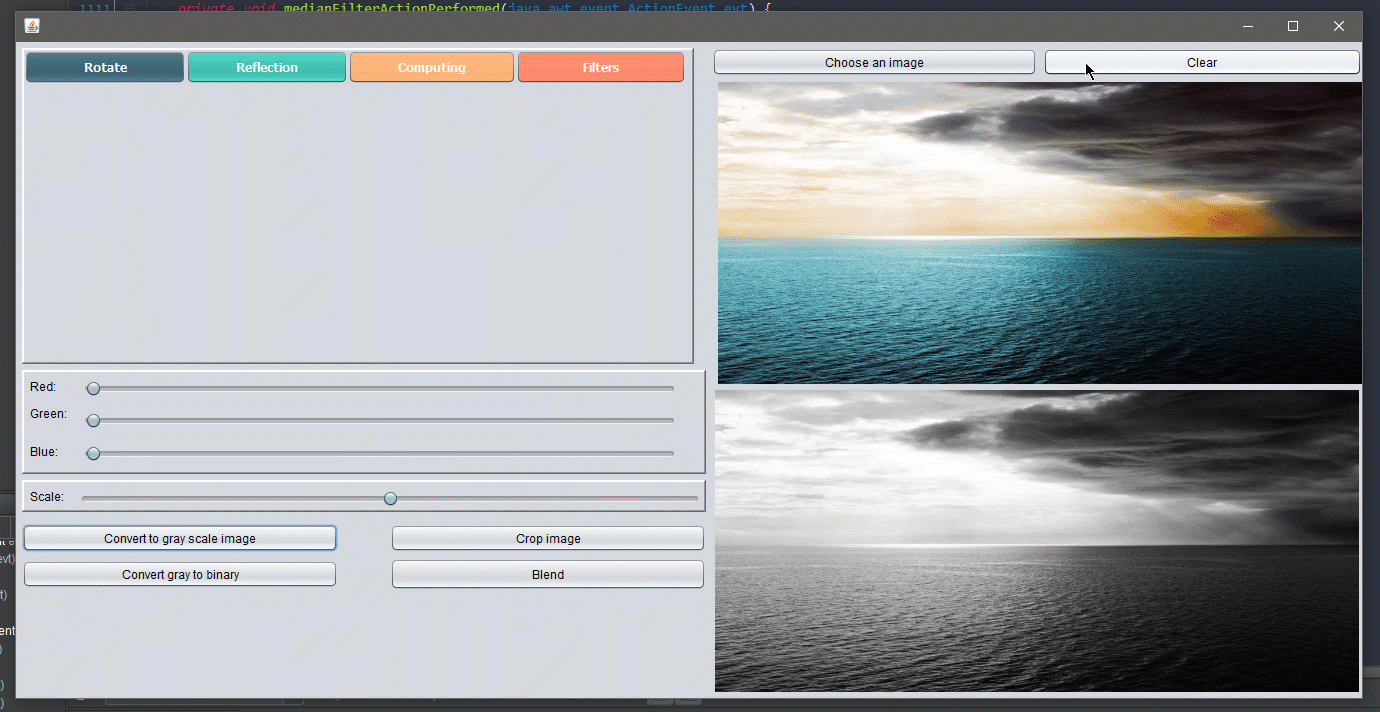 1111 private void medianFilterActionPerformed(java.awt.event.ActionEvent evt) {
Rotate Reflection Computing Filters
Choose an image Clear
Red:
Green:
Blue:
Scale:
Convert to gray scale image Crop image
Convert gray to binary Blend
evt)
t)
ent
)
)
)